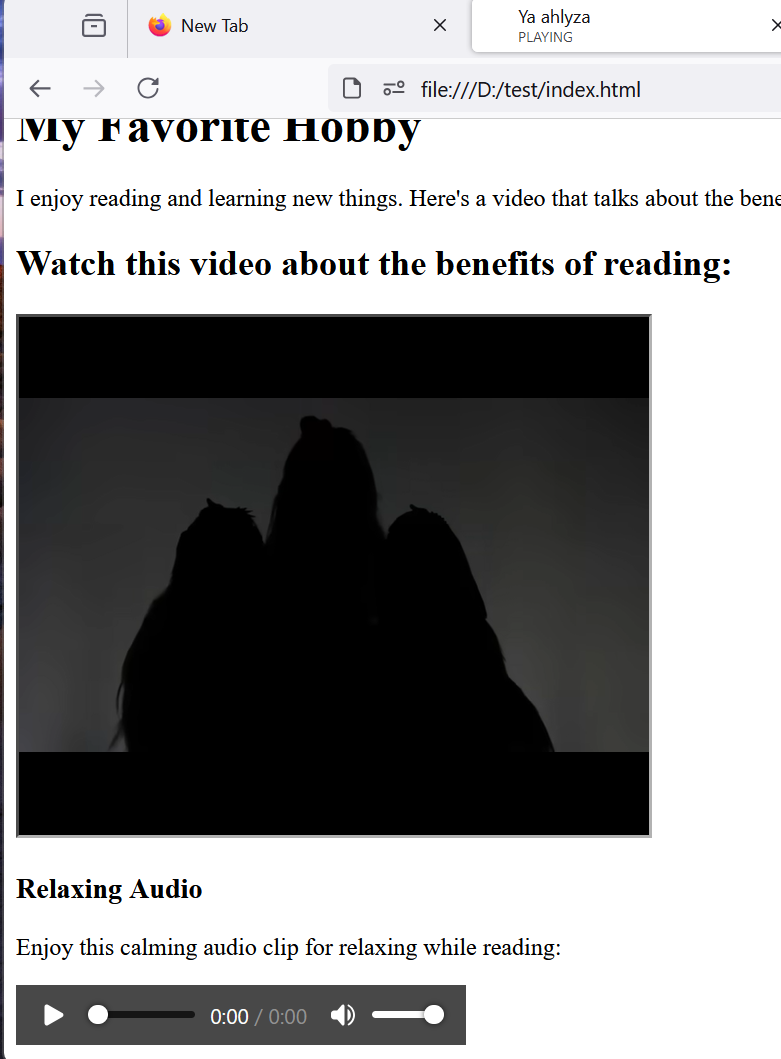 New Tab
Ya ahlyza
PLAYING
file:///D:/test/index.html
My Favorite Hobby
I enjoy reading and learning new things. Here's a video that talks about the bene
Watch this video about the benefits of reading:
Relaxing Audio
Enjoy this calming audio clip for relaxing while reading:
0:00 / 0:00